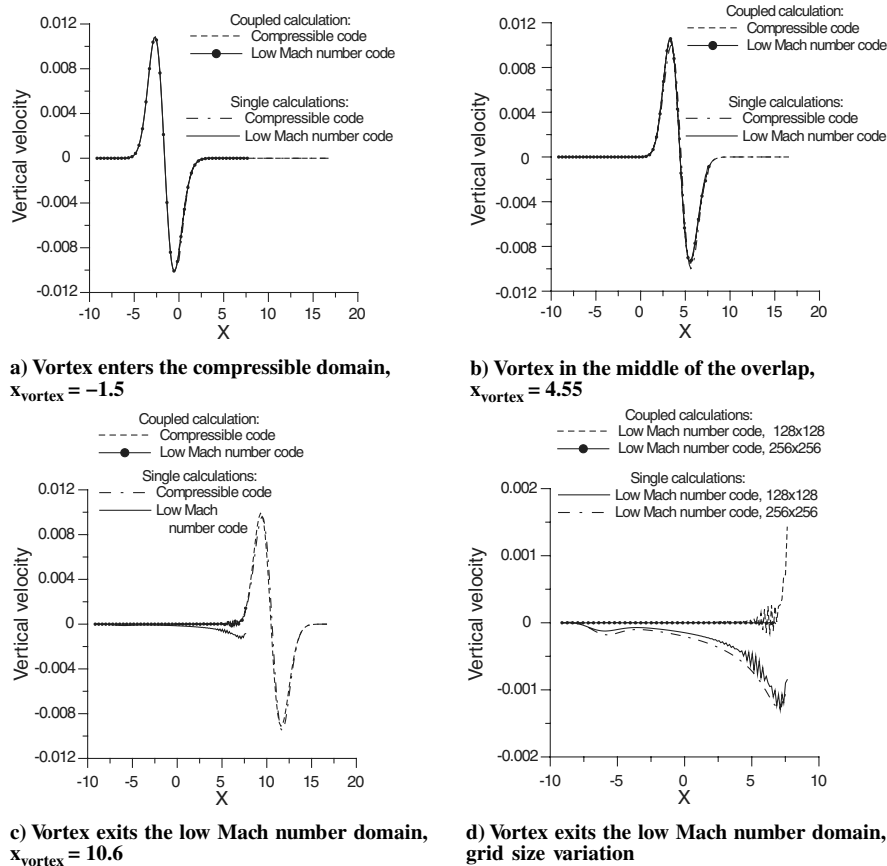 0.012
0.008
0.004
0
-0.004
-0.008
-0.012
Vertical velocity
Coupled calculation:
Compressible code
Low Mach number code
Single calculations:
Compressible code
Low Mach number code
-10 -5 0 5 10 15 20
X
a) Vortex enters the compressible domain,
xvortex = −1.5
0.012
0.008
0.004
0
-0.004
-0.008
-0.012
Vertical velocity
Coupled calculation:
Compressible code
Low Mach number code
Single calculations:
Compressible code
Low Mach number code
-10 -5 0 5 10 15 20
X
b) Vortex in the middle of the overlap,
xvortex = 4.55
Coupled calculation:
Compressible code
Low Mach number code
Single calculations:
Compressible code
Low Mach
number code
0.012
0.008
0.004
0
-0.004
-0.008
-0.012
Vertical velocity
-10 -5 0 5 10 15 20
X
c) Vortex exits the low Mach number domain,
xvortex = 10.6
Coupled calculations:
Low Mach number code, 128x128
Low Mach number code, 256x256
Single calculations:
Low Mach number code, 128x128
Low Mach number code, 256x256
0.002
0.001
0.000
-0.001
-0.002
Vertical velocity
-10 -5 0 5 10
X
d) Vortex exits the low Mach number domain,
grid size variation